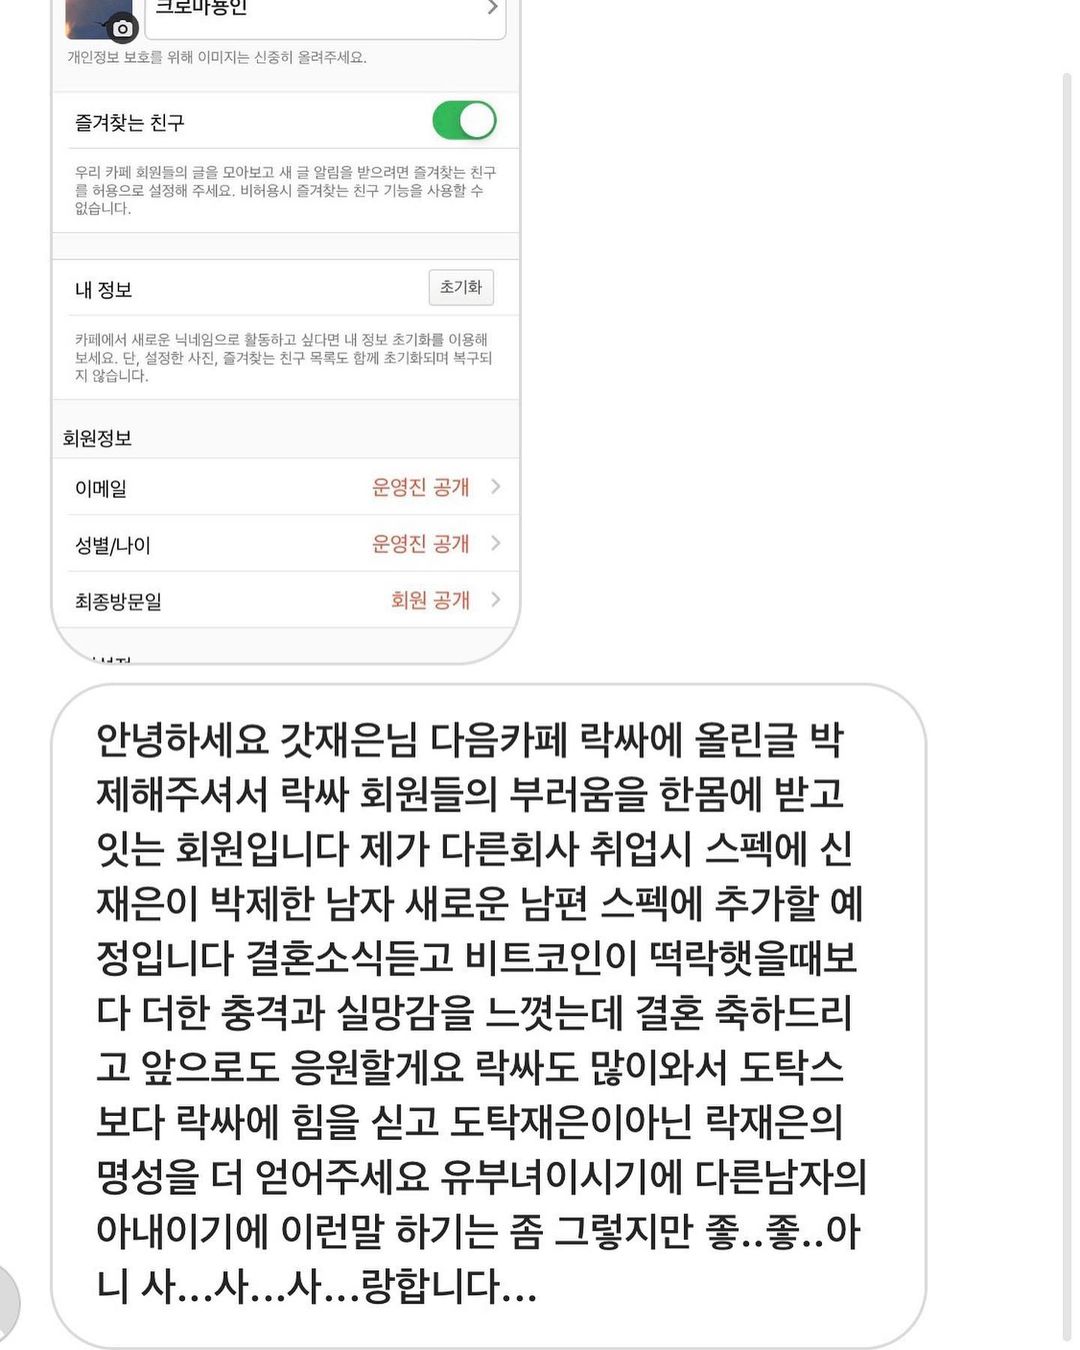 크로마뇽인
개인정보 보호를 위해 이미지는 신중히 올려주세요.
즐겨찾는 친구
우리 카페 회원들의 글을 모아보고 새 글 알림을 받으려면 즐겨찾는 친구
를 허용으로 설정해 주세요. 비허용시 즐겨찾는 친구 기능을 사용할 수
없습니다.
내 정보
초기화
카페에서 새로운 닉네임으로 활동하고 싶다면 내 정보 초기화를 이용해
보세요. 단, 설정한 사진, 즐겨찾는 친구 목록도 함께 초기화되며 복구되
지 않습니다.
회원정보
이메일 운영진 공개
성별/나이 운영진 공개
최종방문일 회원 공개
안녕하세요 갓재은님 다음카페 락싸에 올린글 박
제해주셔서 락싸 회원들의 부러움을 한몸에 받고
잇는 회원입니다 제가 다른회사 취업시 스펙에 신
재은이 박제한 남자 새로운 남편 스펙에 추가할 예
정입니다 결혼소식듣고 비트코인이 떡락햇을때보
다 더한 충격과 실망감을 느꼇는데 결혼 축하드리
고 앞으로도 응원할게요 락싸도 많이와서 도탁스
보다 락싸에 힘을 싣고 도탁재은이아닌 락재은의
명성을 더 얻어주세요 유부녀이시기에 다른남자의
아내이기에 이런말 하기는 좀 그렇지만 좋..좋..아
니 사...사...사...랑합니다...